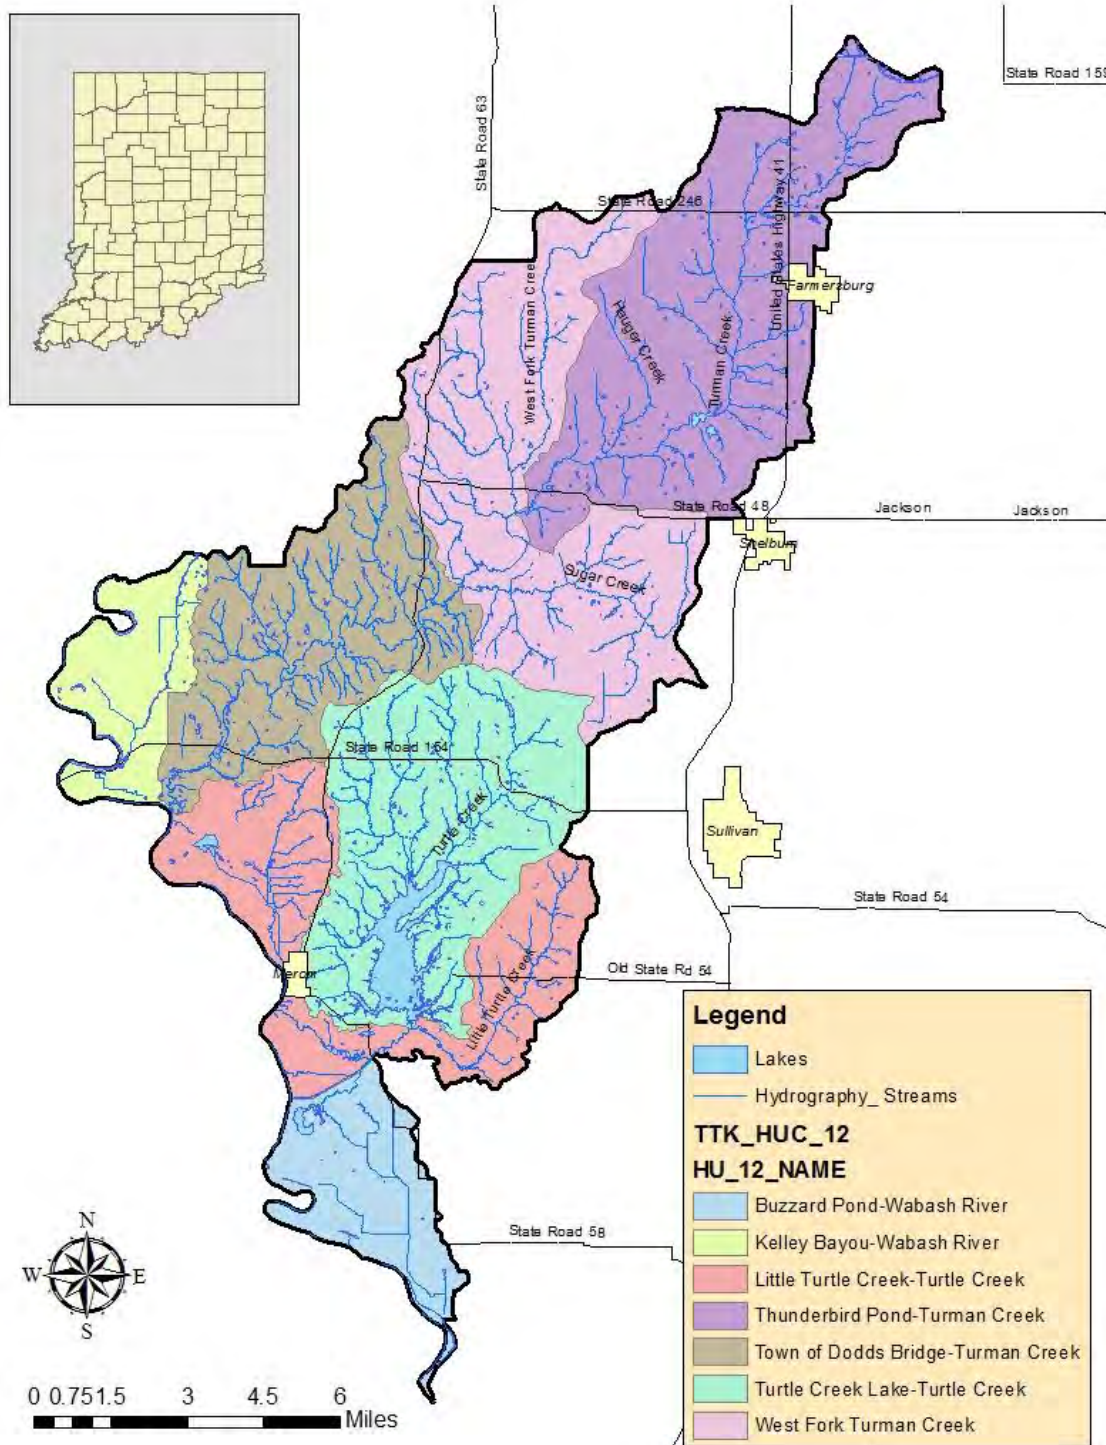 State Road 159
State Road 63
State Road 246
United States Highway 41
Farmersburg
West Fork Turman Creek
Hauger Creek
Turman Creek
State Road 48
Jackson
Jackson
Shelburn
Sugar Creek
State Road 154
Turtle Creek
Sullivan
State Road 54
Merom
Little Turtle Creek
Old State Rd 54
State Road 58
N
W
E
S
0 0.75 1.5 3 4.5 6
Miles
Legend
Lakes
Hydrography_ Streams
TTK_HUC_12
HU_12_NAME
Buzzard Pond-Wabash River
Kelley Bayou-Wabash River
Little Turtle Creek-Turtle Creek
Thunderbird Pond-Turman Creek
Town of Dodds Bridge-Turman Creek
Turtle Creek Lake-Turtle Creek
West Fork Turman Creek